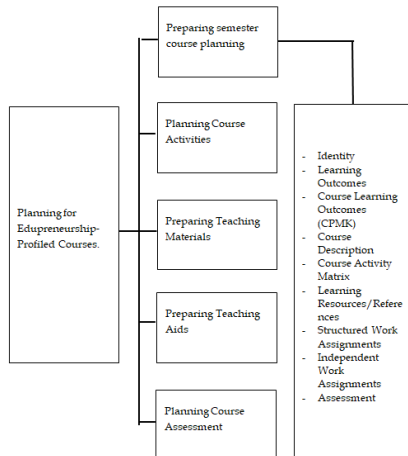 Preparing semester
course planning
Planning Course
Activities
Planning for
Edupreneurship-
Profiled Courses.
Preparing Teaching
Materials
Preparing Teaching
Aids
Planning Course
Assessment
- Identity
- Learning
Outcomes
- Course Learning
Outcomes
(CPMK)
- Course
Description
- Course Activity
Matrix
- Learning
Resources/Refere
nces
- Structured Work
Assignments
- Independent
Work
Assignments
- Assessment